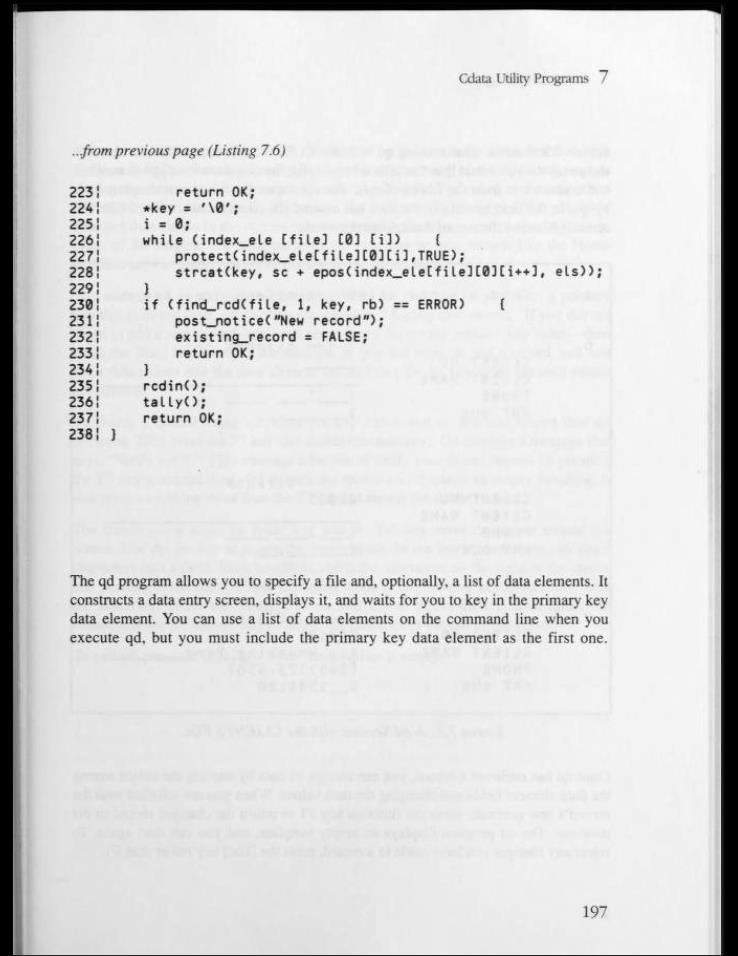 Cdata Utility Programs 7
...from previous page (Listing 7.6)
223¦ return OK;
224¦ *key = '\0';
225¦ i = 0;
226¦ while (index_ele [file] [0] [i]) {
227¦ protect(index_ele[file][0][i],TRUE);
228¦ strcat(key, sc + epos(index_ele[file][0][i++], els));
229¦ }
230¦ if (find_rcd(file, 1, key, rb) == ERROR) {
231¦ post_notice("New record");
232¦ existing_record = FALSE;
233¦ return OK;
234¦ }
235¦ rcdin();
236¦ tally();
237¦ return OK;
238¦ }
The qd program allows you to specify a file and, optionally, a list of data elements. It
constructs a data entry screen, displays it, and waits for you to key in the primary key
data element. You can use a list of data elements on the command line when you
execute qd, but you must include the primary key data element as the first one.
197